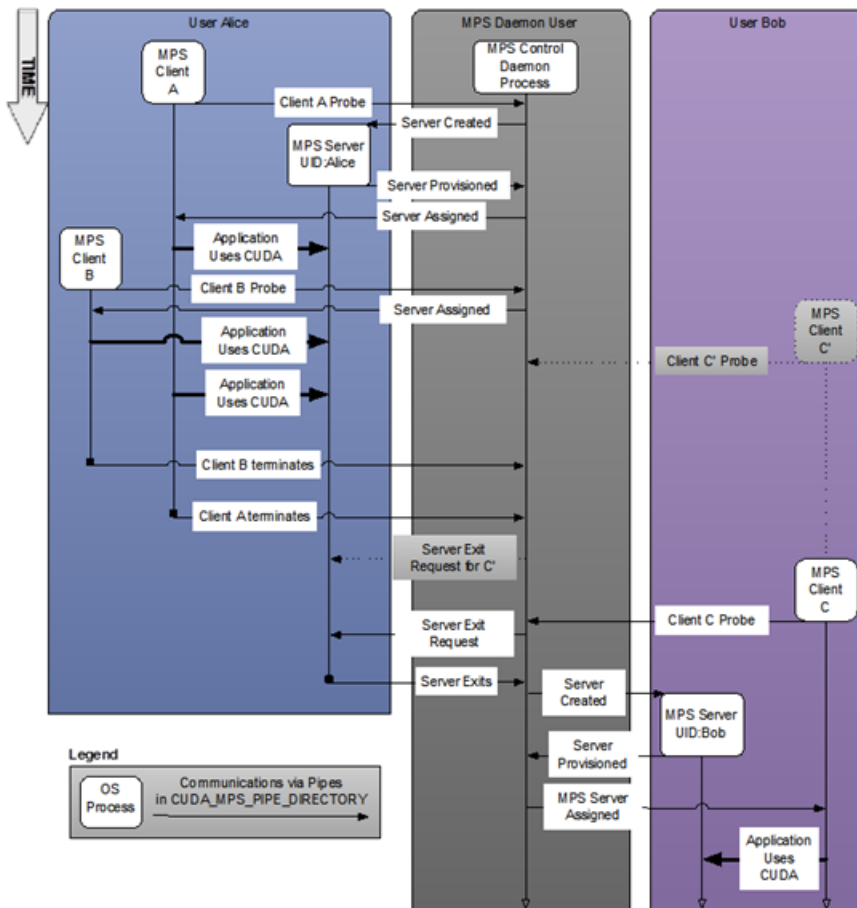 User Alice
MPS Daemon User
User Bob
TIME
MPS
Client
A
MPS Control
Daemon
Process
Client A Probe
Server Created
MPS Server
UID:Alice
Server Provisioned
Server Assigned
MPS
Client
B
Application
Uses CUDA
Client B Probe
Server Assigned
MPS
Client
C'
Application
Uses CUDA
Client C' Probe
Application
Uses CUDA
Client B terminates
Client A terminates
Server Exit
Request for C'
MPS
Client
C
Client C Probe
Server Exit
Request
Server Exits
Server
Created
MPS Server
UID:Bob
Server
Provisioned
MPS Server
Assigned
Application
Uses
CUDA
Legend
OS
Process
Communications via Pipes
in CUDA_MPS_PIPE_DIRECTORY